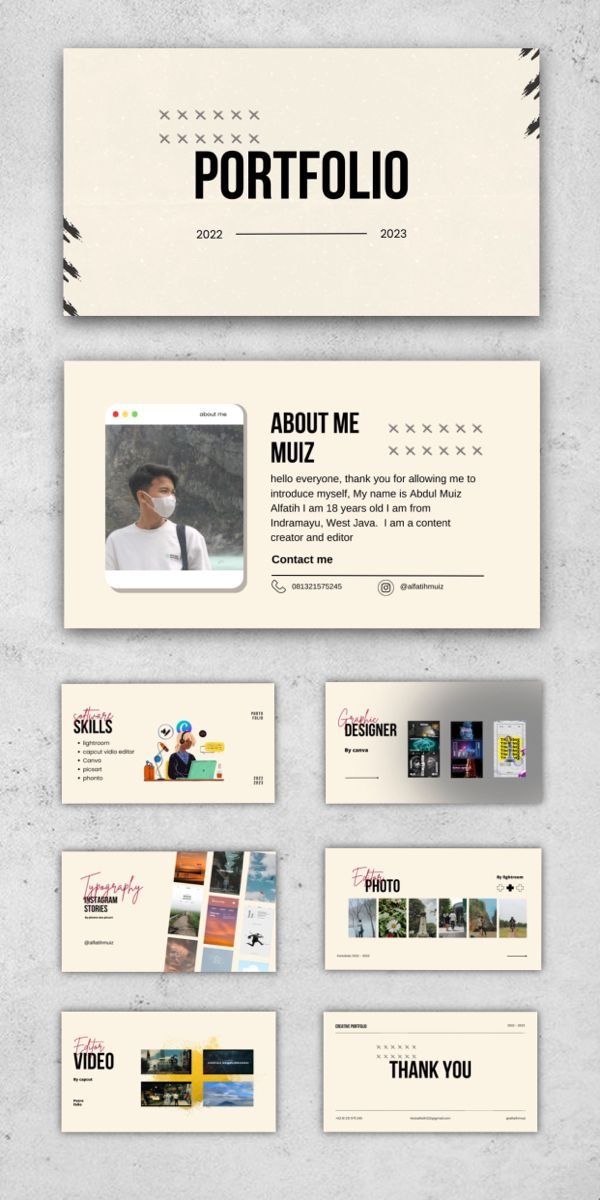 PORTFOLIO
2022
2023
about me
ABOUT ME
MUIZ
hello everyone, thank you for allowing me to
introduce myself, My name is Abdul Muiz
Alfatih I am 18 years old I am from
Indramayu, West Java. I am a content
creator and editor
Contact me
081321575245
@alfatihmuiz
software
SKILLS
PORTO
FOLIO
lightroom
capcut vidio editor
Canva
picsart
phonto
2022
2023
Graphic
DESIGNER
By canva
Typography
INSTAGRAM
STORIES
@alfatihmuiz
Editor
PHOTO
By lightroom
Editor
VIDEO
By capcut
Porto
folio
CREATIVE PORTFOLIO
2022 - 2023
THANK YOU
@alfatihmuiz